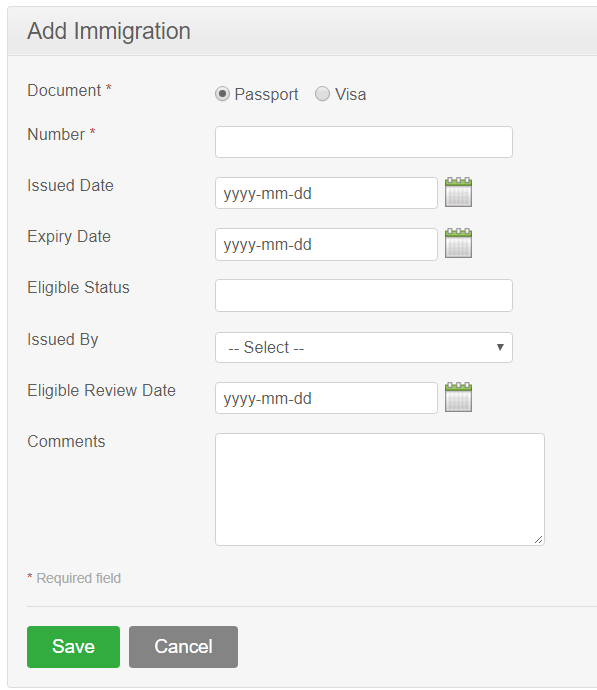 Add Immigration
Document * Passport Visa
Number *
Issued Date yyyy-mm-dd
Expiry Date yyyy-mm-dd
Eligible Status
Issued By -- Select --
Eligible Review Date yyyy-mm-dd
Comments
* Required field
Save Cancel